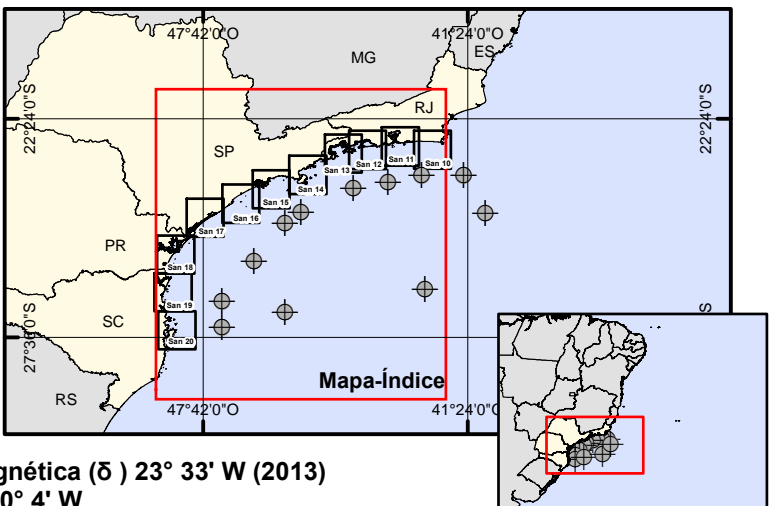 47°42'0"O
41°24'0"O
ES
MG
RJ
22°24'0"S
22°24'0"S
SP
San 10
San 11
San 12
San 13
San 14
San 15
San 16
San 17
PR
San 18
San 19
SC
San 20
27°36'0"S
S
RS
Mapa-Índice
47°42'0"O
41°24'0"O
gnética (δ ) 23° 33' W (2013)
0° 4' W